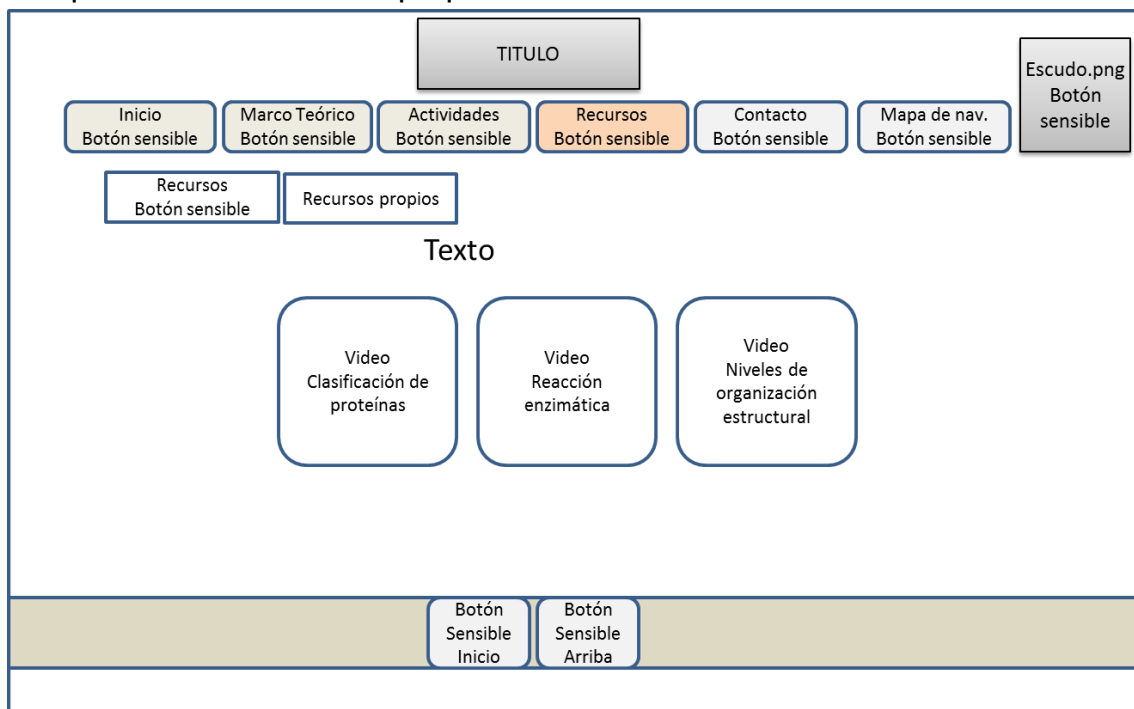 TITULO
Escudo.png
Botón
sensible
Inicio
Botón sensible
Marco Teórico
Botón sensible
Actividades
Botón sensible
Recursos
Botón sensible
Contacto
Botón sensible
Mapa de nav.
Botón sensible
Recursos
Botón sensible
Recursos propios
Texto
Video
Clasificación de
proteínas
Video
Reacción
enzimática
Video
Niveles de
organización
estructural
Botón
Sensible
Inicio
Botón
Sensible
Arriba